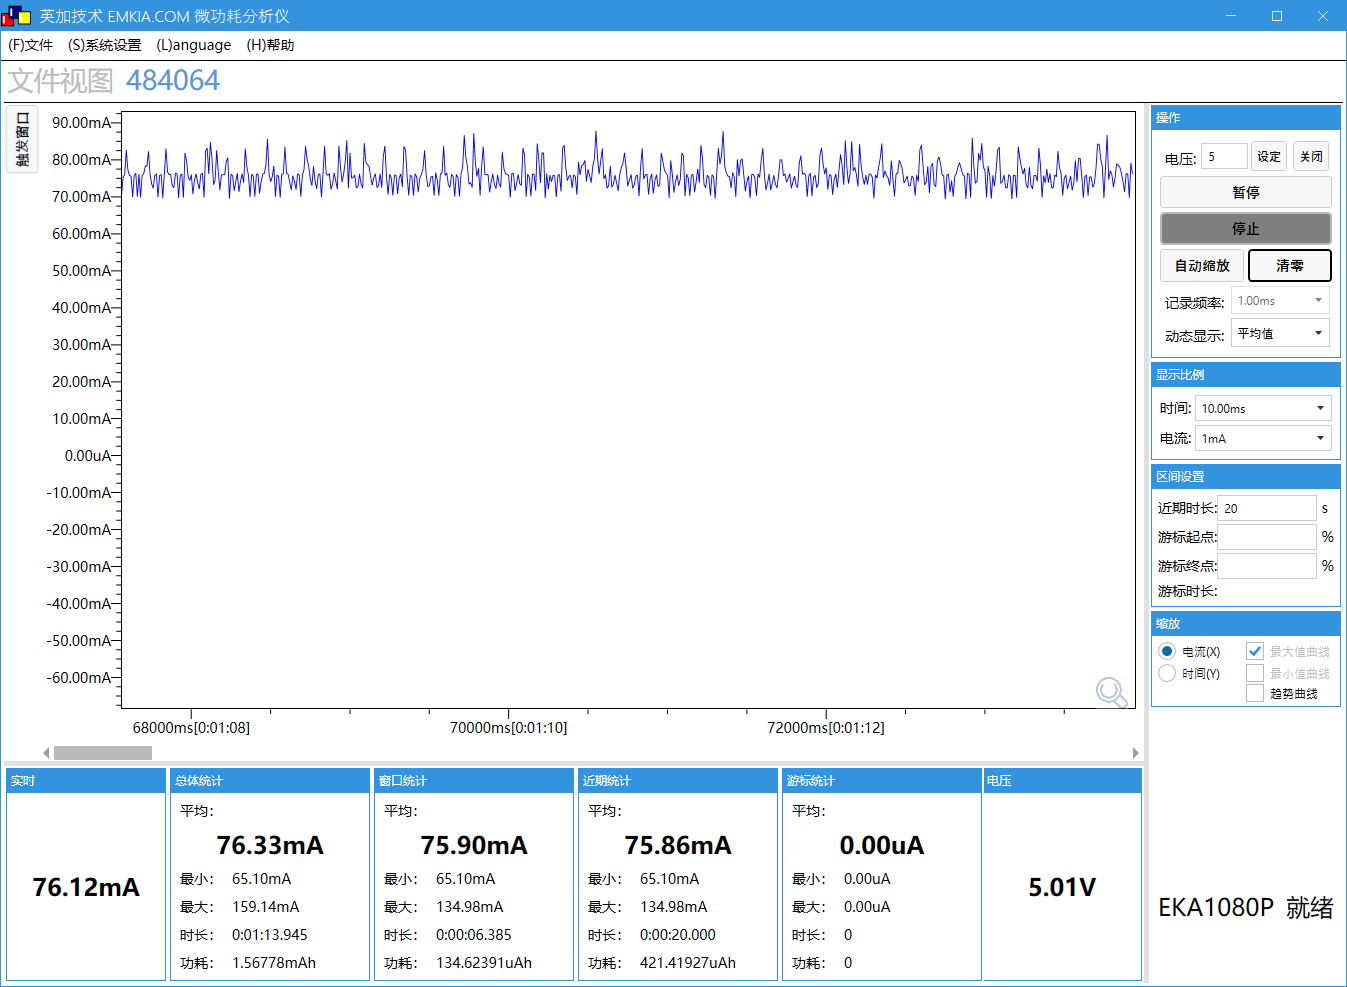 英加技术 EMKIA.COM 微功耗分析仪
(F)文件 (S)系统设置 (L)anguage (H)帮助
文件视图 484064
触发窗口
90.00mA
80.00mA
70.00mA
60.00mA
50.00mA
40.00mA
30.00mA
20.00mA
10.00mA
0.00uA
-10.00mA
-20.00mA
-30.00mA
-40.00mA
-50.00mA
-60.00mA
68000ms[0:01:08] 70000ms[0:01:10] 72000ms[0:01:12]
操作
电压: 5 设定 关闭
暂停
停止
自动缩放 清零
记录频率: 1.00ms
动态显示: 平均值
显示比例
时间: 10.00ms
电流: 1mA
区间设置
近期时长: 20 s
游标起点: %
游标终点: %
游标时长:
缩放
电流(X) 最大值曲线
时间(Y) 最小值曲线
趋势曲线
实时
76.12mA
总体统计
平均:
76.33mA
最小: 65.10mA
最大: 159.14mA
时长: 0:01:13.945
功耗: 1.56778mAh
窗口统计
平均:
75.90mA
最小: 65.10mA
最大: 134.98mA
时长: 0:00:06.385
功耗: 134.62391uAh
近期统计
平均:
75.86mA
最小: 65.10mA
最大: 134.98mA
时长: 0:00:20.000
功耗: 421.41927uAh
游标统计
平均:
0.00uA
最小: 0.00uA
最大: 0.00uA
时长: 0
功耗: 0
电压
5.01V
EKA1080P 就绪